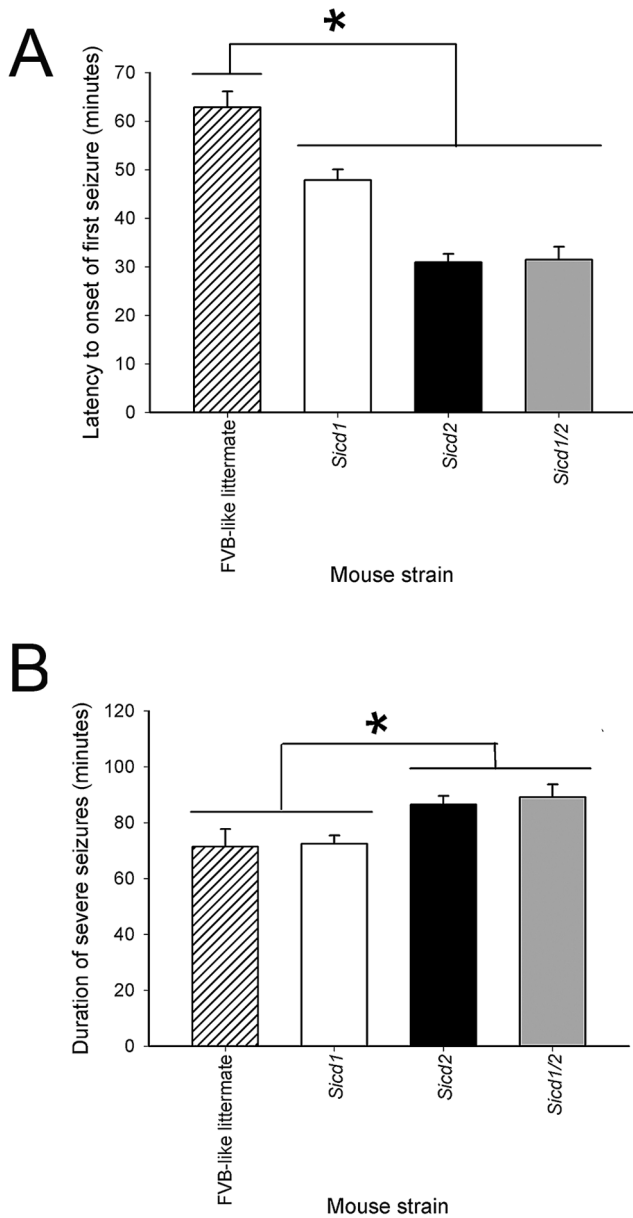 A
*
Latency to onset of first seizure (minutes)
70
60
50
40
30
20
10
0
FVB-like littermate
Sicd1
Sicd2
Sicd1/2
Mouse strain
B
*
Duration of severe seizures (minutes)
120
100
80
60
40
20
0
FVB-like littermate
Sicd1
Sicd2
Sicd1/2
Mouse strain